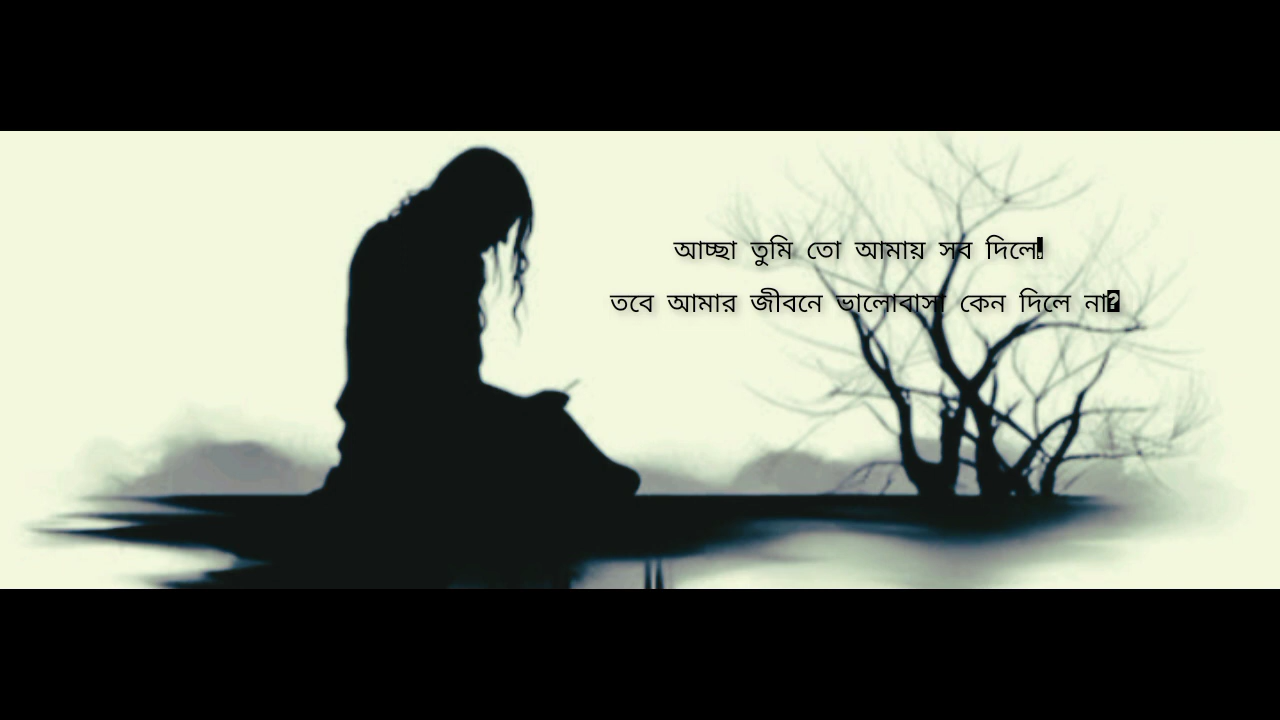 আচ্ছা তুমি তো আমায় সব দিলে!
তবে আমার জীবনে ভালোবাসা কেন দিলে না?